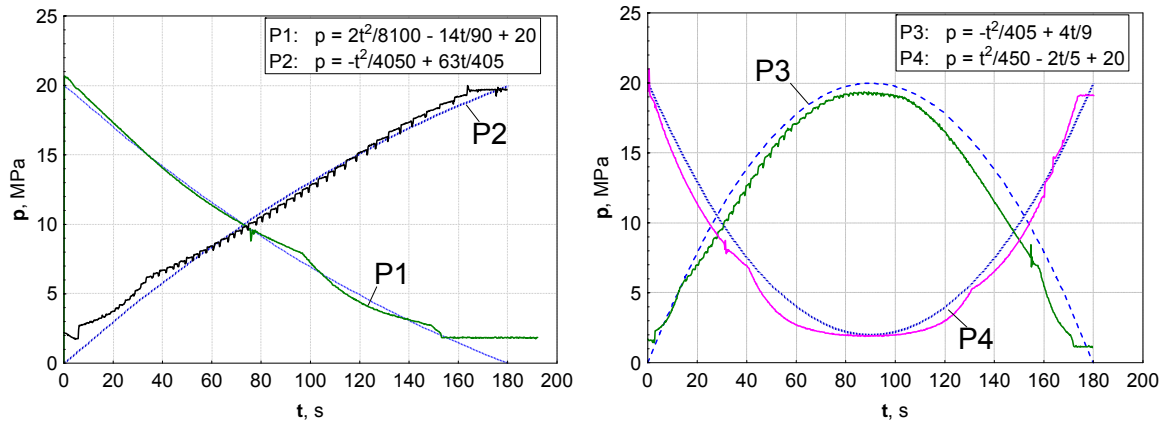 25
20
15
10
5
0
p, MPa
P1: p = 2t²/8100 - 14t/90 + 20
P2: p = -t²/4050 + 63t/405
P2
P1
0 20 40 60 80 100 120 140 160 180 200
t, s
25
20
15
10
5
0
p, MPa
P3: p = -t²/405 + 4t/9
P4: p = t²/450 - 2t/5 + 20
P3
P4
0 20 40 60 80 100 120 140 160 180 200
t, s